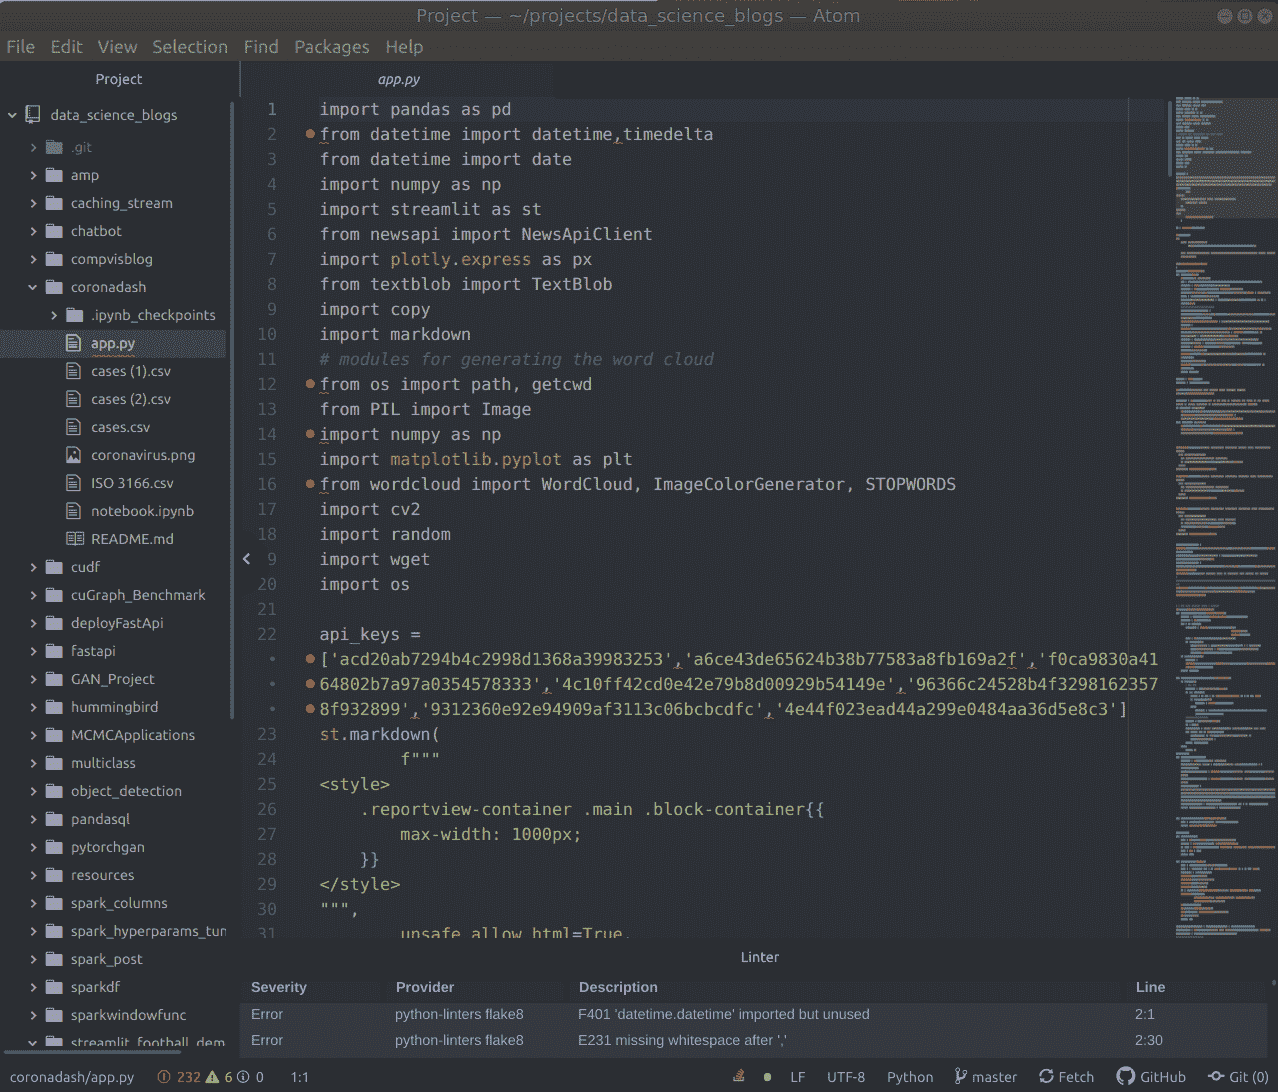 Project — ~/projects/data_science_blogs — Atom
File Edit View Selection Find Packages Help
Project
data_science_blogs
.git
amp
caching_stream
chatbot
compvisblog
coronadash
.ipynb_checkpoints
app.py
cases (1).csv
cases (2).csv
cases.csv
coronavirus.png
ISO 3166.csv
notebook.ipynb
README.md
cudf
cuGraph_Benchmark
deployFastApi
fastapi
GAN_Project
hummingbird
MCMCApplications
multiclass
object_detection
pandasql
pytorchgan
resources
spark_columns
spark_hyperparams_tun
spark_post
sparkdf
sparkwindowfunc
streamlit_football_dem
app.py
1 import pandas as pd
2 from datetime import datetime,timedelta
3 from datetime import date
4 import numpy as np
5 import streamlit as st
6 from newsapi import NewsApiClient
7 import plotly.express as px
8 from textblob import TextBlob
9 import copy
10 import markdown
11 # modules for generating the word cloud
12 from os import path, getcwd
13 from PIL import Image
14 import numpy as np
15 import matplotlib.pyplot as plt
16 from wordcloud import WordCloud, ImageColorGenerator, STOPWORDS
17 import cv2
18 import random
9 import wget
20 import os
21
22 api_keys =
• ['acd20ab7294b4c2998d1368a39983253','a6ce43de65624b38b77583a8fb169a2f','f0ca9830a41
• 64802b7a97a0354578333','4c10ff42cd0e42e79b8d00929b54149e','96366c24528b4f3298162357
• 8f932899','9312360e92e94909af3113c06bcbcdfc','4e44f023ead44a299e0484aa36d5e8c3']
23 st.markdown(
24 f"""
25 <style>
26 .reportview-container .main .block-container{{
27 max-width: 1000px;
28 }}
29 </style>
30 """,
31 unsafe_allow_html=True,
Linter
Severity Provider Description Line
Error python-linters flake8 F401 'datetime.datetime' imported but unused 2:1
Error python-linters flake8 E231 missing whitespace after ',' 2:30
coronadash/app.py 232 6 0 1:1 LF UTF-8 Python master Fetch GitHub Git (0)